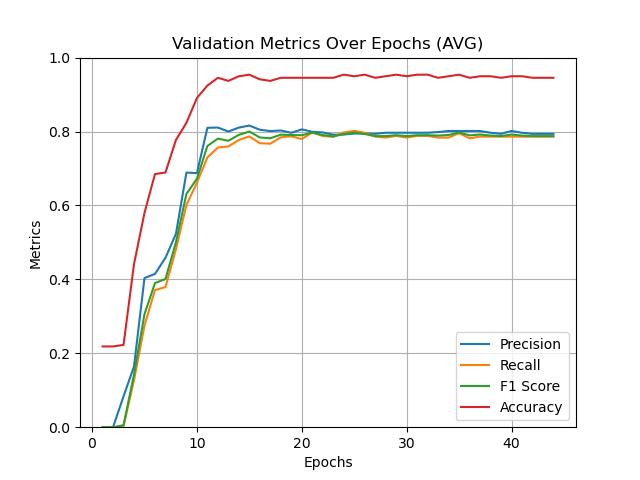 Validation Metrics Over Epochs (AVG)
1.0
0.8
0.6
0.4
0.2
0.0
Metrics
0
10
20
30
40
Epochs
Precision
Recall
F1 Score
Accuracy